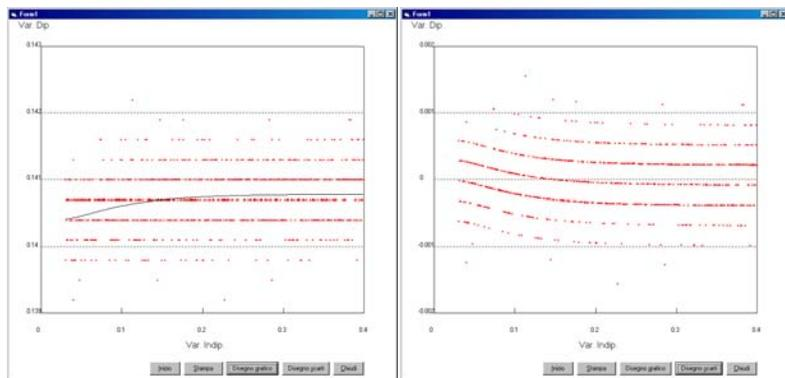 Form1
Var. Dip
0.143
0.142
0.141
0.14
0.139
0 0.1 0.2 0.3 0.4
Var. Indip.
Inizio Stampa Disegno grafico Disegno scarti Chiudi
Form1
Var. Dip
0.002
0.001
0
-0.001
-0.002
0 0.1 0.2 0.3 0.4
Var. Indip.
Inizio Stampa Disegno grafico Disegno scarti Chiudi